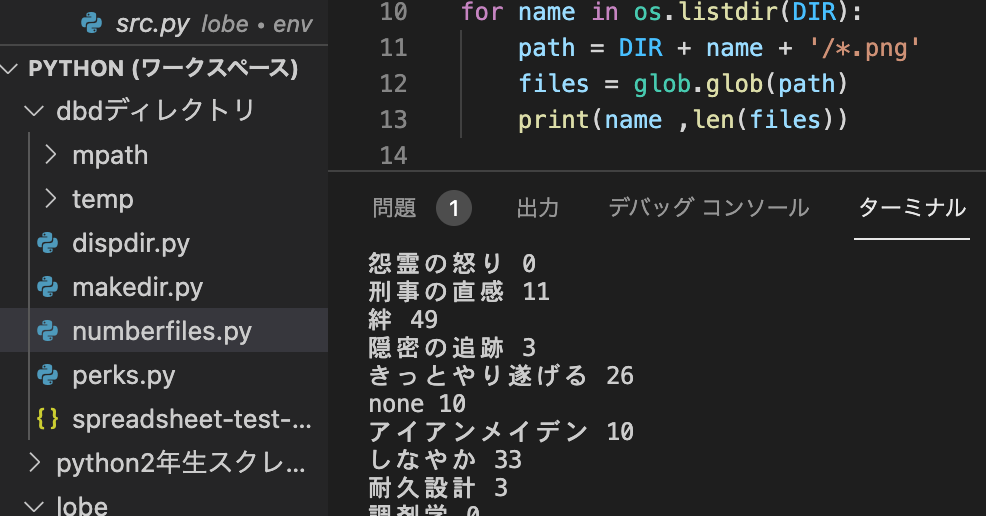 src.py lobe • env
PYTHON (ワークスペース)
dbdディレクトリ
mpath
temp
dispdir.py
makedir.py
numberfiles.py
perks.py
{} spreadsheet-test-...
python2年生スクレ...
lobe
10 for name in os.listdir(DIR):
11 path = DIR + name + '/*.png'
12 files = glob.glob(path)
13 print(name ,len(files))
14
問題 1 出力 デバッグ コンソール ターミナル
怨霊の怒り 0
刑事の直感 11
絆 49
隠密の追跡 3
きっとやり遂げる 26
none 10
アイアンメイデン 10
しなやか 33
耐久設計 3
調剤学 0